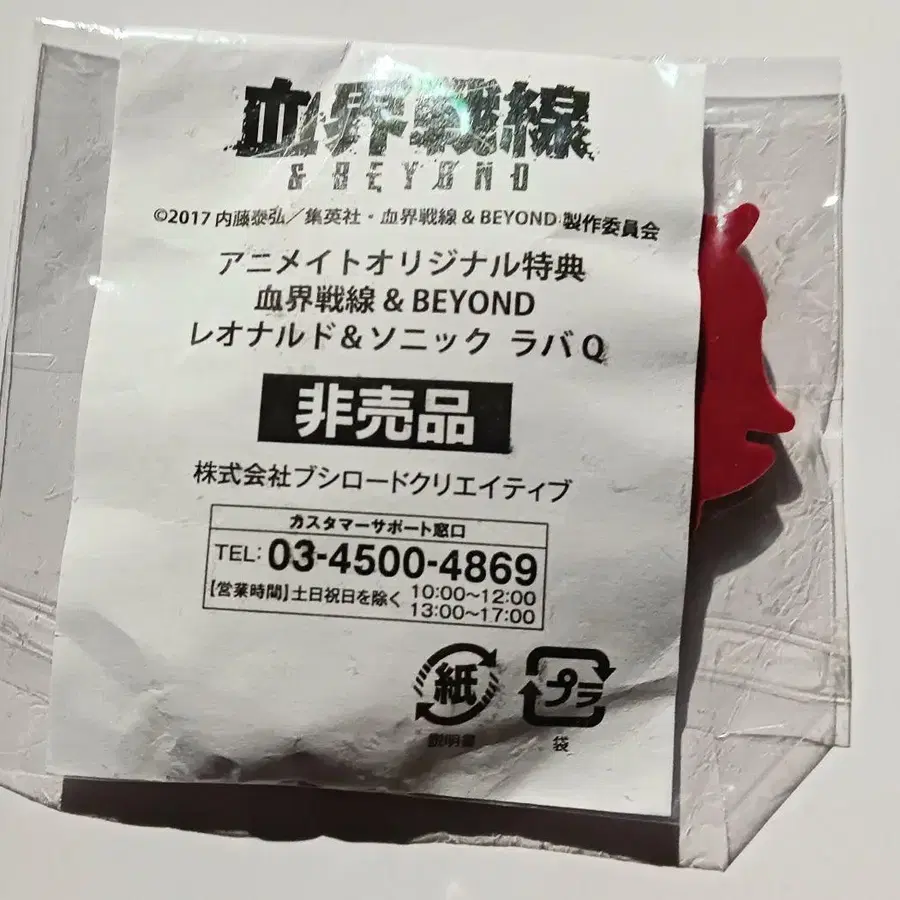 血界戦線
& BEYOND
©2017 内藤泰弘／集英社・血界戦線 & BEYOND 製作委員会
アニメイトオリジナル特典
血界戦線 & BEYOND
レオナルド&ソニック ラバQ
非売品
株式会社ブシロードクリエイティブ
カスタマーサポート窓口
TEL: 03-4500-4869
【営業時間】土日祝日を除く 10:00～12:00
13:00～17:00
紙 プラ
説明書 袋